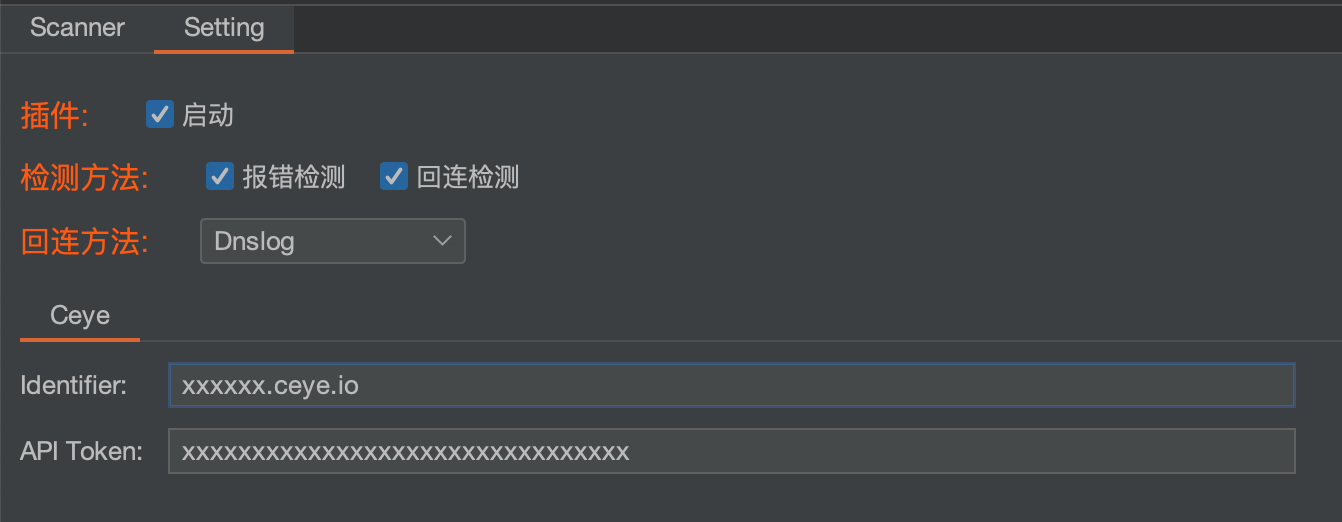 Scanner Setting
插件: 启动
检测方法: 报错检测 回连检测
回连方法: Dnslog
Ceye
Identifier: xxxxxx.ceye.io
API Token: xxxxxxxxxxxxxxxxxxxxxxxxxxxxxxxx